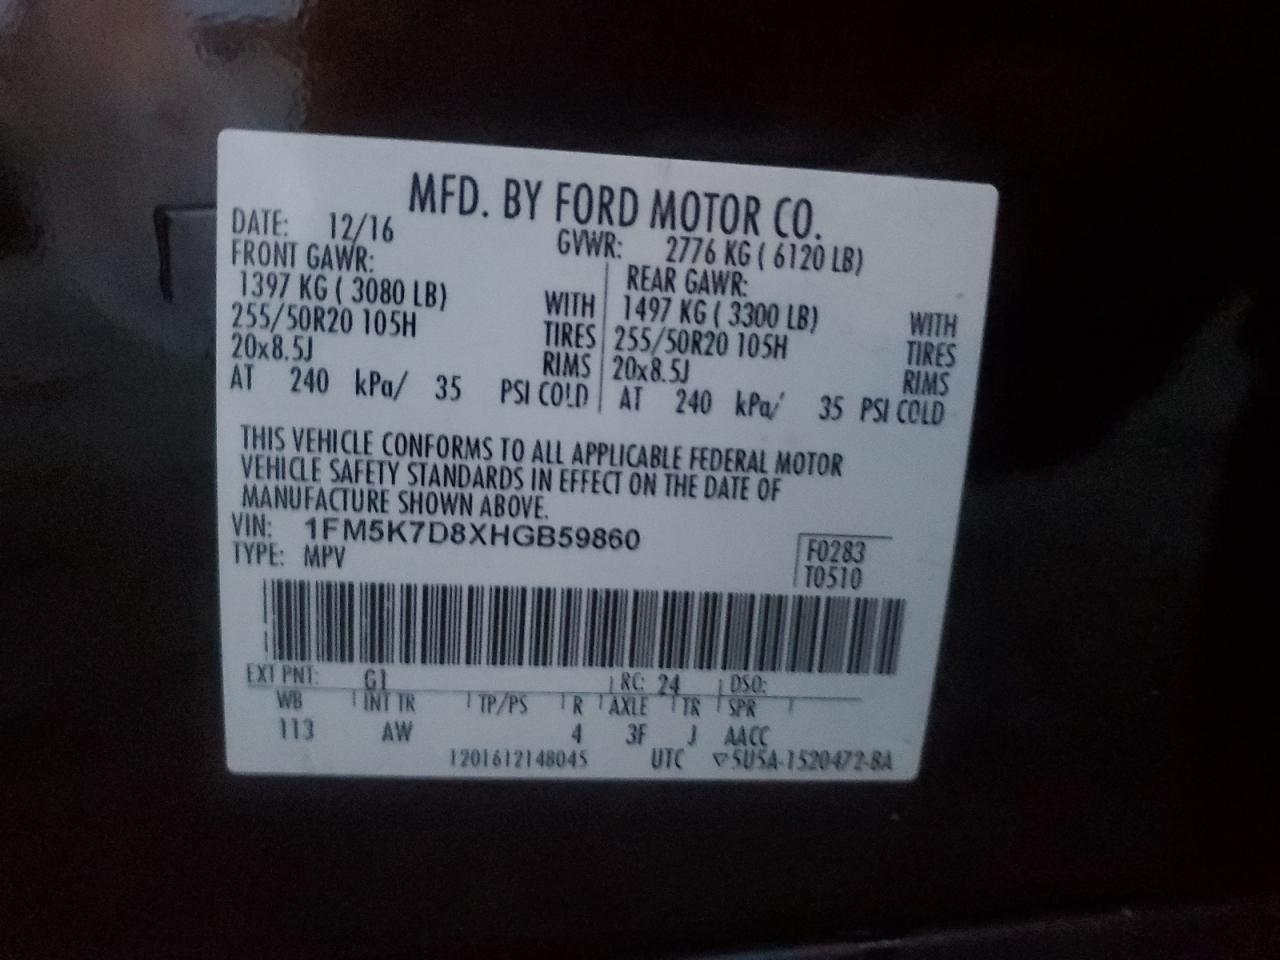 MFD. BY FORD MOTOR CO.
DATE: 12/16 GVWR: 2776 KG ( 6120 LB)
FRONT GAWR: REAR GAWR:
1397 KG ( 3080 LB) WITH 1497 KG ( 3300 LB) WITH
255/50R20 105H TIRES 255/50R20 105H TIRES
20x8.5J RIMS 20x8.5J RIMS
AT 240 kPa/ 35 PSI COLD AT 240 kPa/ 35 PSI COLD
THIS VEHICLE CONFORMS TO ALL APPLICABLE FEDERAL MOTOR
VEHICLE SAFETY STANDARDS IN EFFECT ON THE DATE OF
MANUFACTURE SHOWN ABOVE.
VIN: 1FM5K7D8XHGB59860 F0283
TYPE: MPV T0510
EXT PNT: G1 RC: 24 DSO:
WB INT TR TP/PS R AXLE TR SPR
113 AW 4 3F J AACC
1201612148045 UTC ▽5U5A-1520472-BA